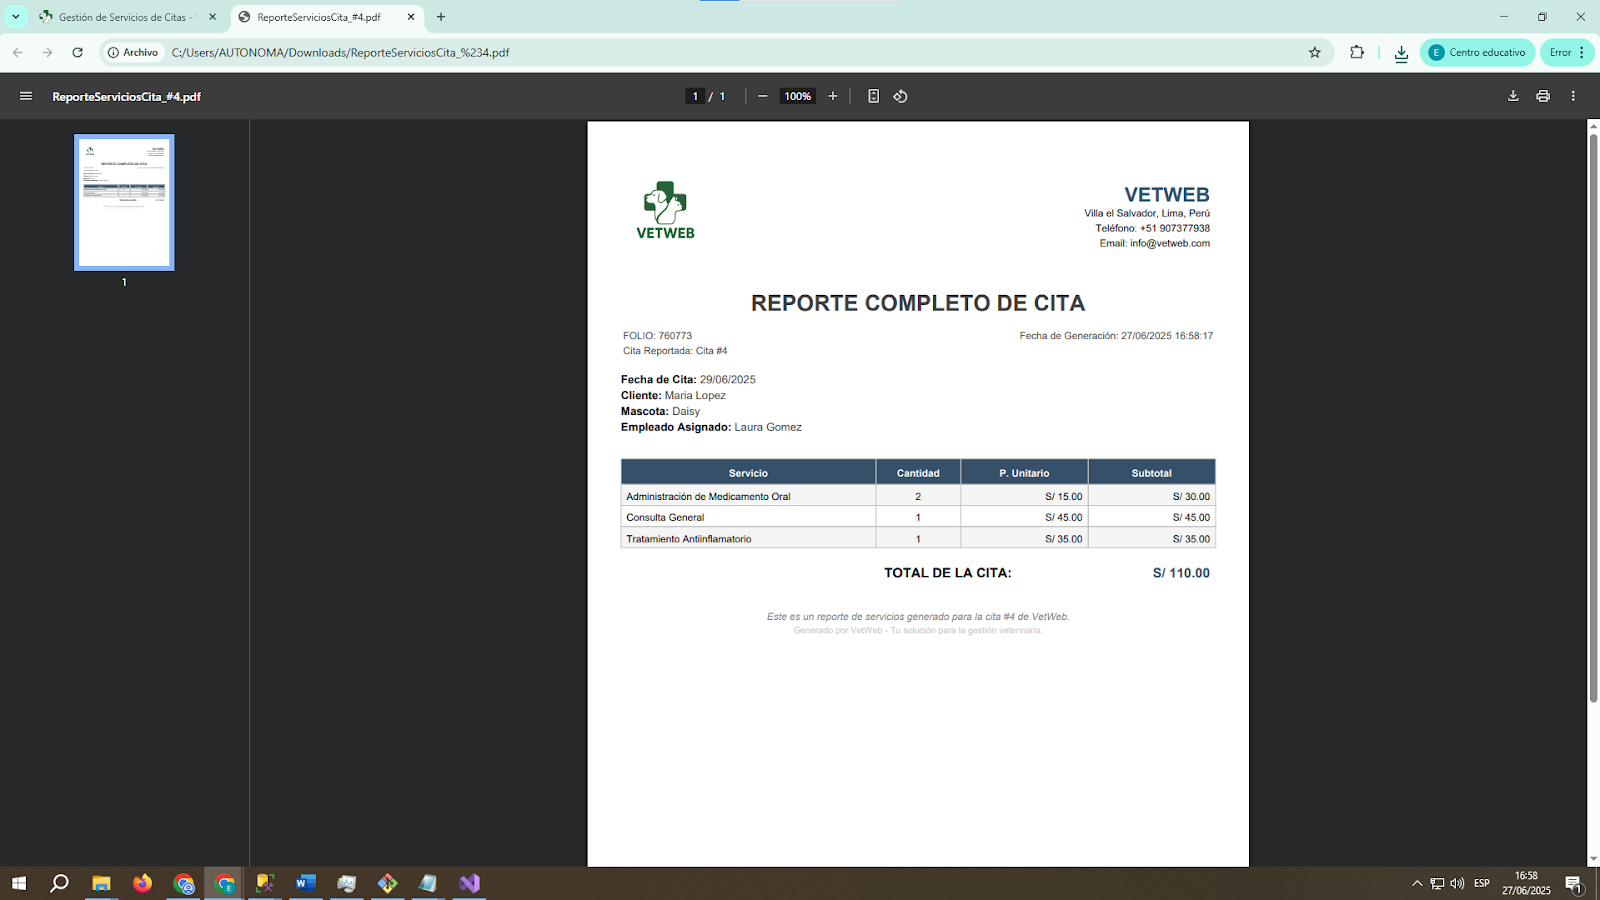 Gestión de Servicios de Citas -
ReporteServiciosCita_#4.pdf
Archivo
C:/Users/AUTONOMA/Downloads/ReporteServiciosCita_%234.pdf
E
Centro educativo
Error
ReporteServiciosCita_#4.pdf
1 / 1
100%
1
VETWEB
VETWEB
Villa el Salvador, Lima, Perú
Teléfono: +51 907377938
Email: info@vetweb.com
REPORTE COMPLETO DE CITA
FOLIO: 760773
Fecha de Generación: 27/06/2025 16:58:17
Cita Reportada: Cita #4
Fecha de Cita: 29/06/2025
Cliente: Maria Lopez
Mascota: Daisy
Empleado Asignado: Laura Gomez
Servicio Cantidad P. Unitario Subtotal
Administración de Medicamento Oral 2 S/ 15.00 S/ 30.00
Consulta General 1 S/ 45.00 S/ 45.00
Tratamiento Antiinflamatorio 1 S/ 35.00 S/ 35.00
TOTAL DE LA CITA: S/ 110.00
Este es un reporte de servicios generado para la cita #4 de VetWeb.
Generado por VetWeb - Tu solución para la gestión veterinaria.
ESP
16:58
27/06/2025
1